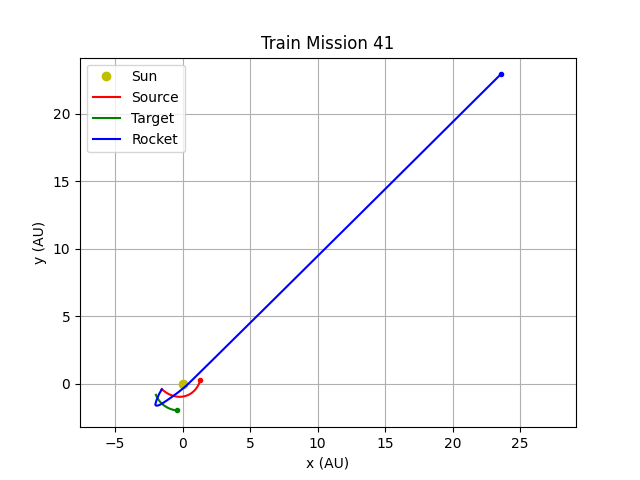 Train Mission 41
Sun
Source
Target
Rocket
20
15
10
5
0
−5 0 5 10 15 20 25
y (AU)
x (AU)